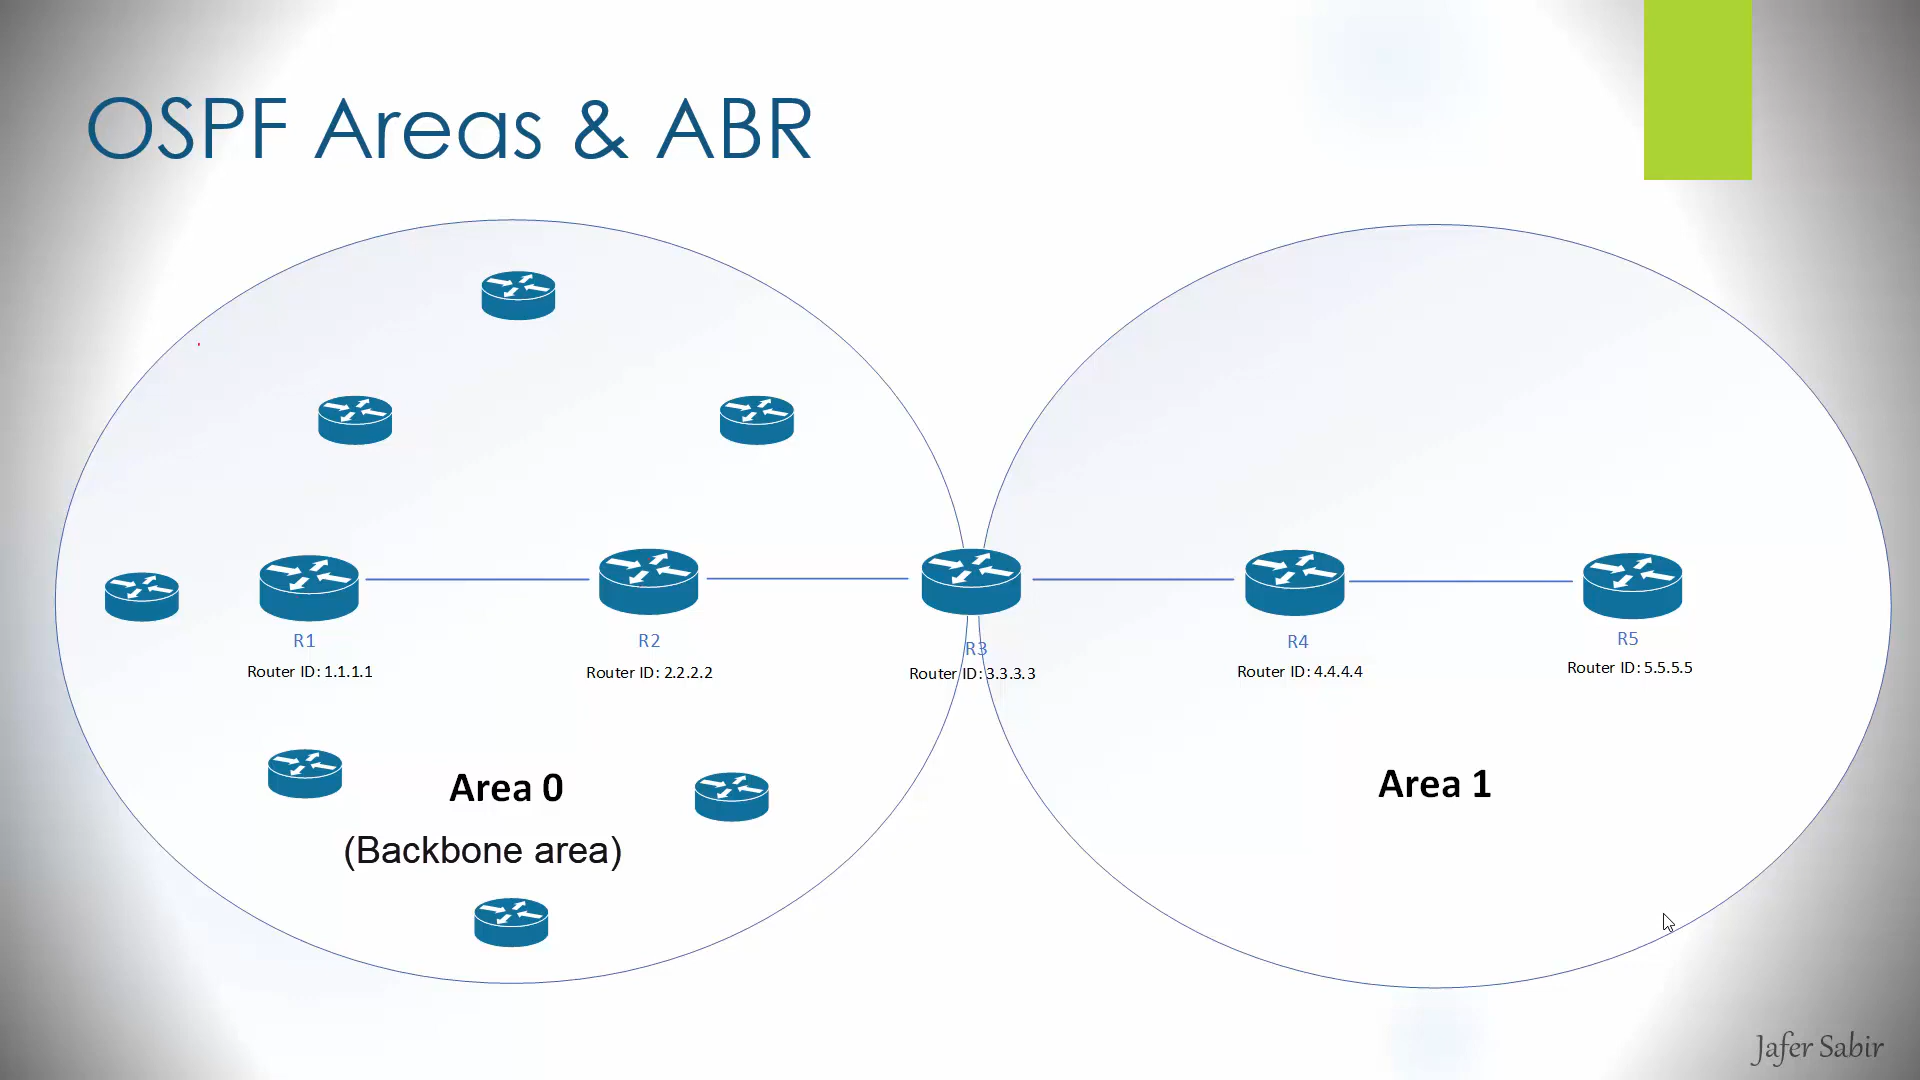 OSPF Areas & ABR
R1
Router ID: 1.1.1.1
R2
Router ID: 2.2.2.2
R3
Router ID: 3.3.3.3
R4
Router ID: 4.4.4.4
R5
Router ID: 5.5.5.5
Area 0
(Backbone area)
Area 1
Jafer Sabir